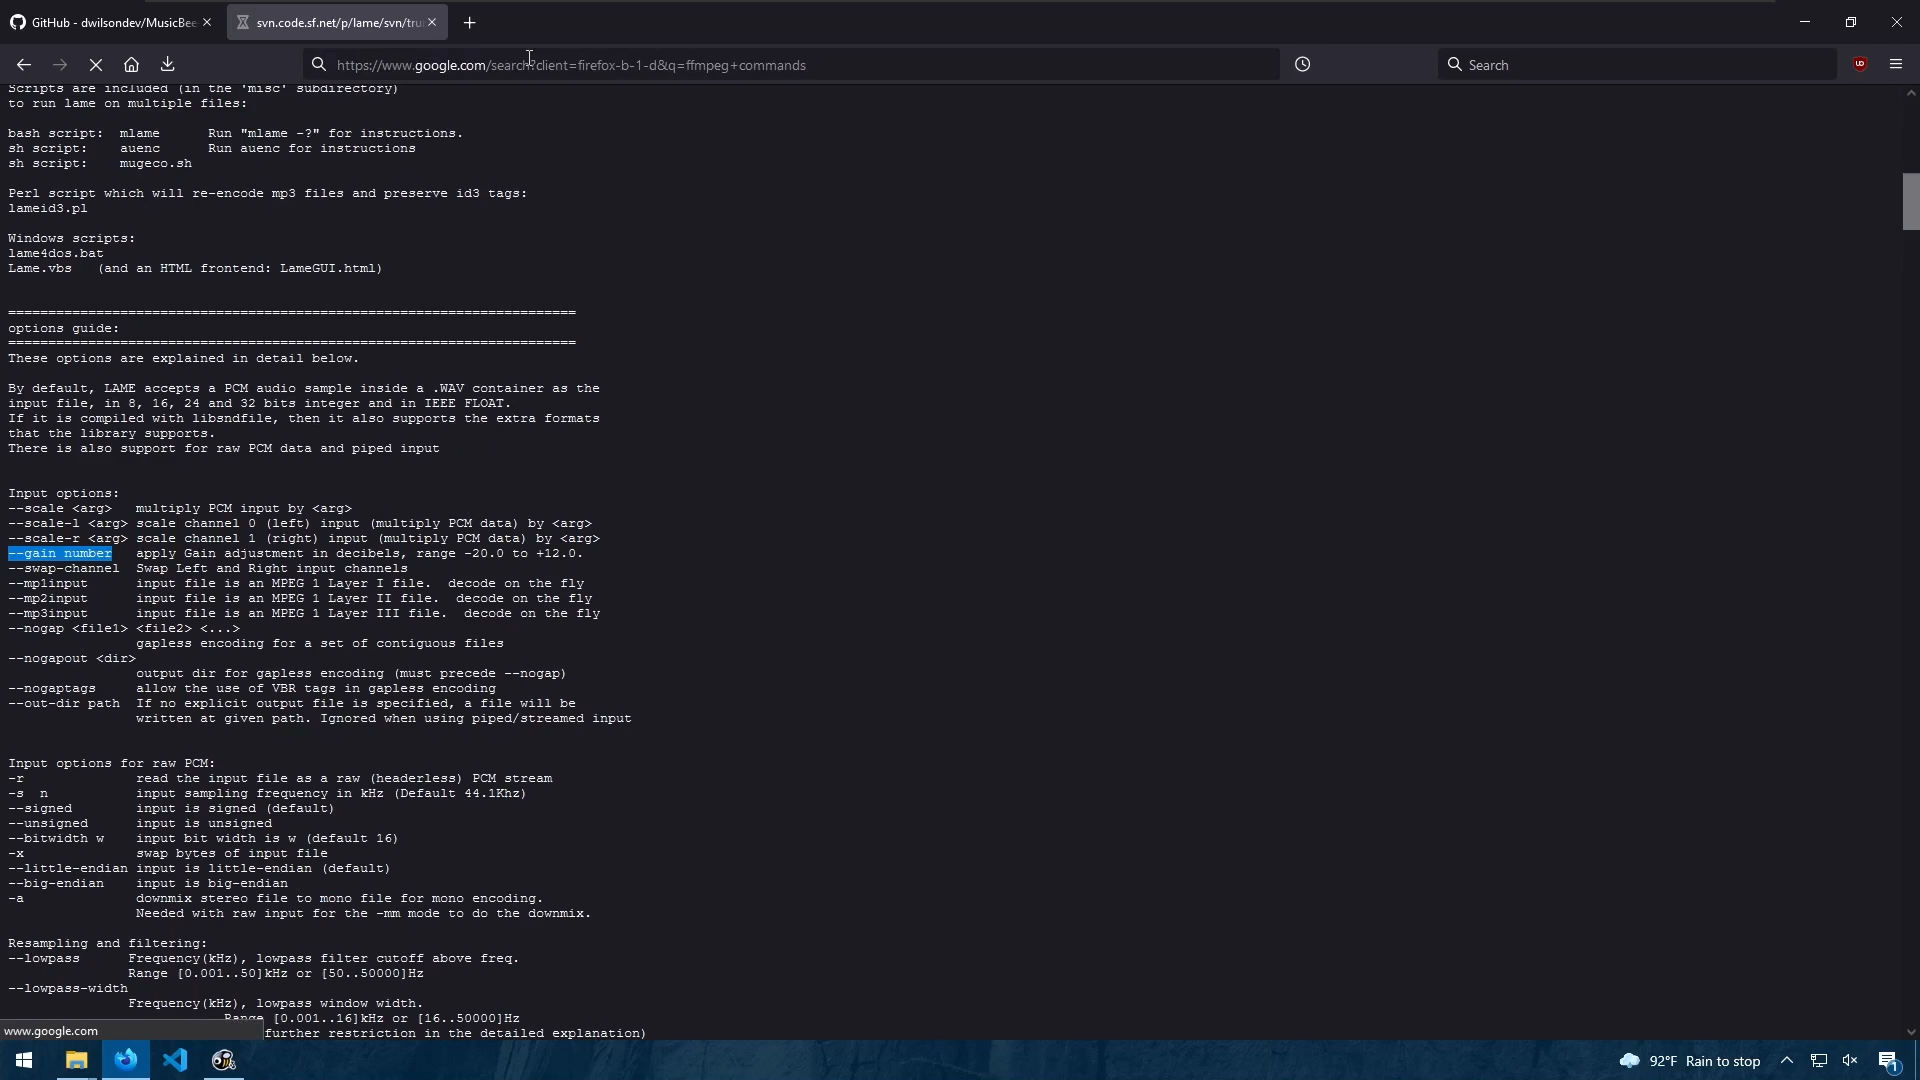 GitHub - dwilsondev/MusicBee
svn.code.sf.net/p/lame/svn/tru
https://www.google.com/search?client=firefox-b-1-d&q=ffmpeg+commands
Search
Scripts are included (in the 'misc' subdirectory)
to run lame on multiple files:
bash script:  mlame      Run "mlame -?" for instructions.
sh script:    auenc      Run auenc for instructions
sh script:    mugeco.sh
Perl script which will re-encode mp3 files and preserve id3 tags:
lameid3.pl
Windows scripts:
lame4dos.bat
Lame.vbs   (and an HTML frontend: LameGUI.html)
=======================================================================
options guide:
=======================================================================
These options are explained in detail below.
By default, LAME accepts a PCM audio sample inside a .WAV container as the
input file, in 8, 16, 24 and 32 bits integer and in IEEE FLOAT.
If it is compiled with libsndfile, then it also supports the extra formats
that the library supports.
There is also support for raw PCM data and piped input
Input options:
--scale <arg>   multiply PCM input by <arg>
--scale-l <arg> scale channel 0 (left) input (multiply PCM data) by <arg>
--scale-r <arg> scale channel 1 (right) input (multiply PCM data) by <arg>
--gain number   apply Gain adjustment in decibels, range -20.0 to +12.0.
--swap-channel  Swap Left and Right input channels
--mp1input      input file is an MPEG 1 Layer I file.  decode on the fly
--mp2input      input file is an MPEG 1 Layer II file.  decode on the fly
--mp3input      input file is an MPEG 1 Layer III file.  decode on the fly
--nogap <file1> <file2> <...>
gapless encoding for a set of contiguous files
--nogapout <dir>
output dir for gapless encoding (must precede --nogap)
--nogaptags     allow the use of VBR tags in gapless encoding
--out-dir path  If no explicit output file is specified, a file will be
written at given path. Ignored when using piped/streamed input
Input options for raw PCM:
-r              read the input file as a raw (headerless) PCM stream
-s  n           input sampling frequency in kHz (Default 44.1Khz)
--signed        input is signed (default)
--unsigned      input is unsigned
--bitwidth w    input bit width is w (default 16)
-x              swap bytes of input file
--little-endian input is little-endian (default)
--big-endian    input is big-endian
-a              downmix stereo file to mono file for mono encoding.
Needed with raw input for the -mm mode to do the downmix.
Resampling and filtering:
--lowpass      Frequency(kHz), lowpass filter cutoff above freq.
Range [0.001..50]kHz or [50..50000]Hz
--lowpass-width
Frequency(kHz), lowpass window width.
Range [0.001..16]kHz or [16..50000]Hz
further restriction in the detailed explanation)
www.google.com
92°F Rain to stop
1